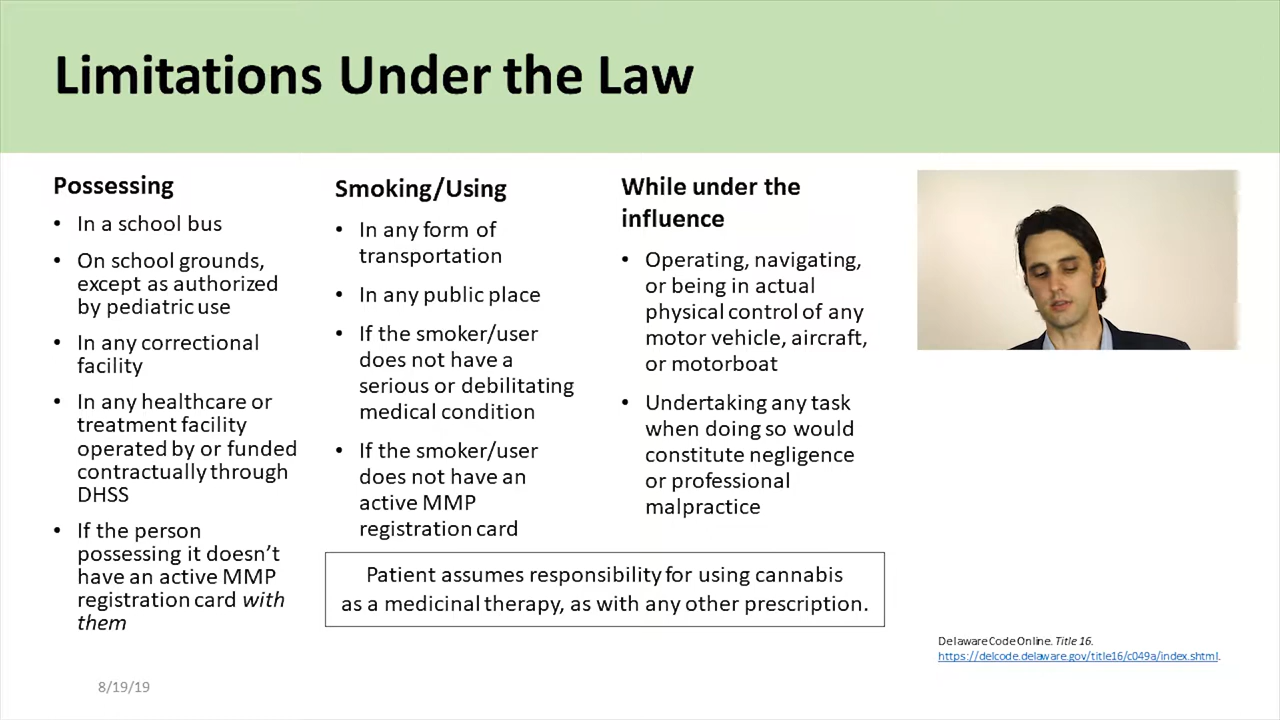 Limitations Under the Law
Possessing
• In a school bus
• On school grounds,
except as authorized
by pediatric use
• In any correctional
facility
• In any healthcare or
treatment facility
operated by or funded
contractually through
DHSS
• If the person
possessing it doesn’t
have an active MMP
registration card with
them
Smoking/Using
• In any form of
transportation
• In any public place
• If the smoker/user
does not have a
serious or debilitating
medical condition
• If the smoker/user
does not have an
active MMP
registration card
While under the
influence
• Operating, navigating,
or being in actual
physical control of any
motor vehicle, aircraft,
or motorboat
• Undertaking any task
when doing so would
constitute negligence
or professional
malpractice
Patient assumes responsibility for using cannabis
as a medicinal therapy, as with any other prescription.
Delaware Code Online. Title 16.
https://delcode.delaware.gov/title16/c049a/index.shtml.
8/19/19